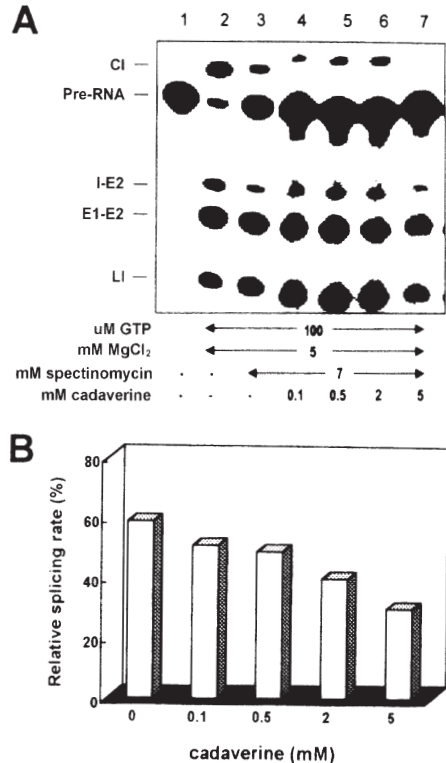 A
1 2 3 4 5 6 7
CI
Pre-RNA
I-E2
E1-E2
LI
uM GTP 100
mM MgCl₂ 5
mM spectinomycin . . 7
mM cadaverine . . . 0.1 0.5 2 5
B
Relative splicing rate (%)
80
60
40
20
0
0 0.1 0.5 2 5
cadaverine (mM)